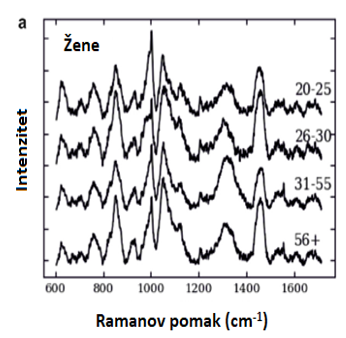 a
Žene
20-25
26-30
31-55
56+
Intenzitet
600 800 1000 1200 1400 1600
Ramanov pomak (cm⁻¹)